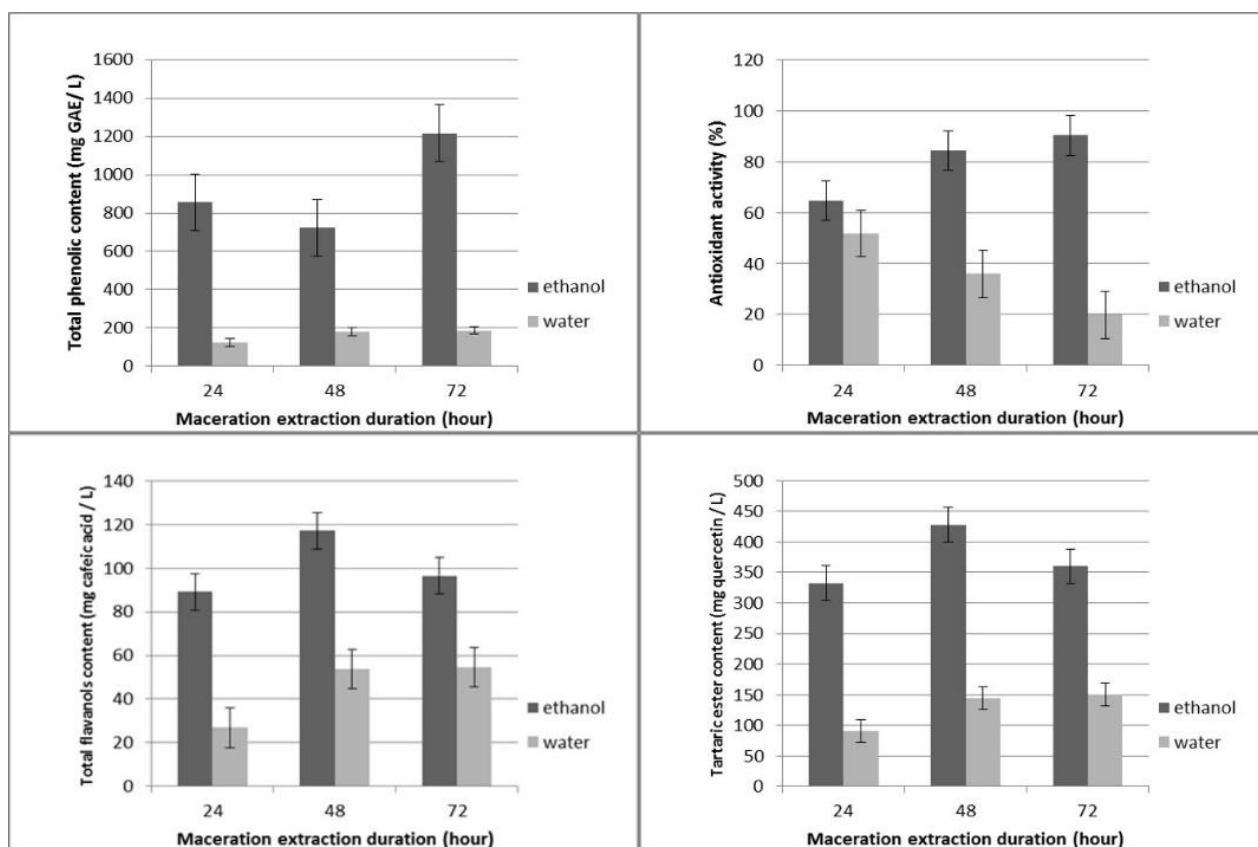 Total phenolic content (mg GAE/ L)
1600
1400
1200
1000
800
600
400
200
0
24 48 72
Maceration extraction duration (hour)
ethanol
water
Antioxidant activity (%)
120
100
80
60
40
20
0
24 48 72
Maceration extraction duration (hour)
ethanol
water
Total flavanols content (mg cafeic acid / L)
140
120
100
80
60
40
20
0
24 48 72
Maceration extraction duration (hour)
ethanol
water
Tartaric ester content (mg quercetin / L)
500
450
400
350
300
250
200
150
100
50
0
24 48 72
Maceration extraction duration (hour)
ethanol
water